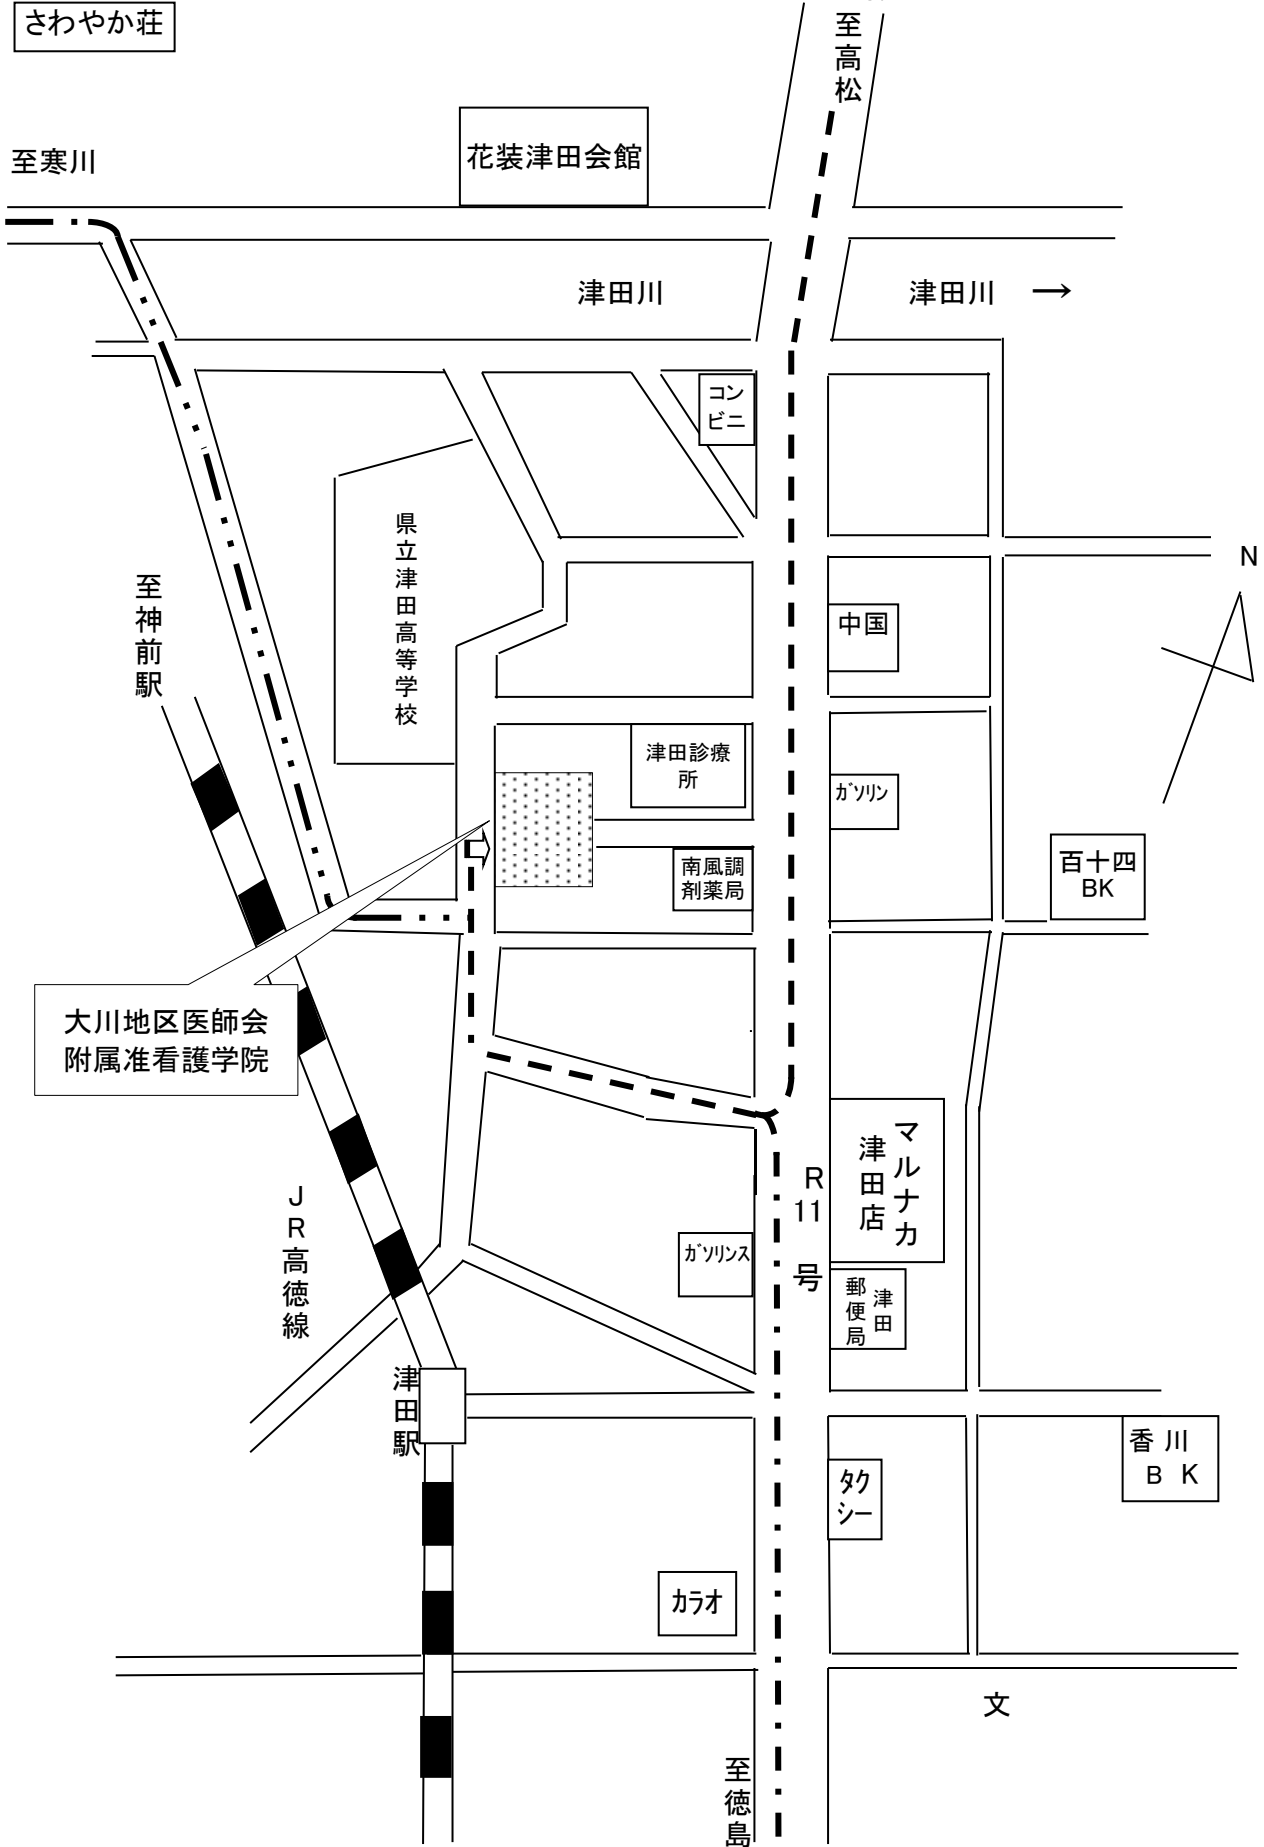 さわやか荘
至高松
至寒川
花装津田会館
津田川
津田川 →
コン
ビニ
県立津田高等学校
N
至神前駅
中国
津田診療
所
ガソリン
南風調
剤薬局
百十四
BK
大川地区医師会
附属准看護学院
マルナカ
津田店
R
11
号
JR高徳線
ガソリンス
津田
郵便局
津田駅
香川
B K
タク
シー
カラオ
文
至徳島